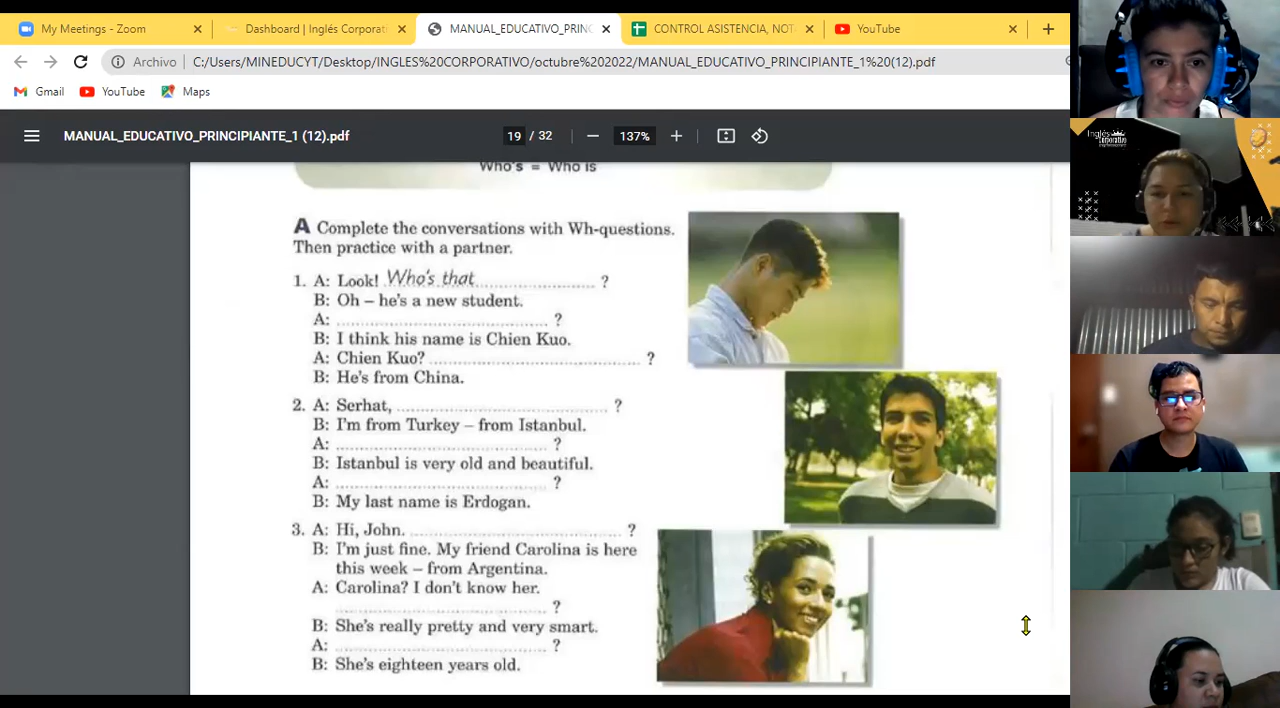 My Meetings - Zoom
Dashboard | Inglés Corporati
MANUAL_EDUCATIVO_PRINC
CONTROL ASISTENCIA, NOT
YouTube
Archivo
C:/Users/MINEDUCYT/Desktop/INGLES%20CORPORATIVO/octubre%202022/MANUAL_EDUCATIVO_PRINCIPIANTE_1%20(12).pdf
Gmail
YouTube
Maps
MANUAL_EDUCATIVO_PRINCIPIANTE_1 (12).pdf
19 / 32
137%
Who's = Who is
A Complete the conversations with Wh-questions.
Then practice with a partner.
1. A: Look! Who's that ?
B: Oh – he's a new student.
A: ?
B: I think his name is Chien Kuo.
A: Chien Kuo? ?
B: He's from China.
2. A: Serhat, ?
B: I'm from Turkey – from Istanbul.
A: ?
B: Istanbul is very old and beautiful.
A: ?
B: My last name is Erdogan.
3. A: Hi, John. ?
B: I'm just fine. My friend Carolina is here
this week – from Argentina.
A: Carolina? I don't know her.
?
B: She's really pretty and very smart.
A: ?
B: She's eighteen years old.
Inglés
Corporativo